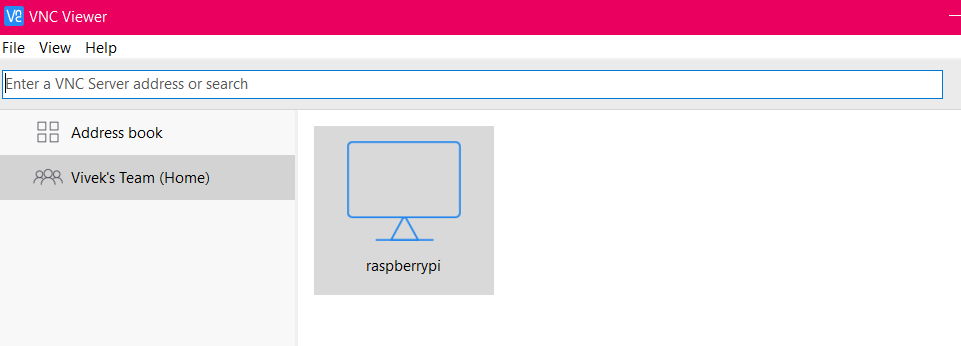 VNC Viewer
File View Help
Enter a VNC Server address or search
Address book
Vivek's Team (Home)
raspberrypi